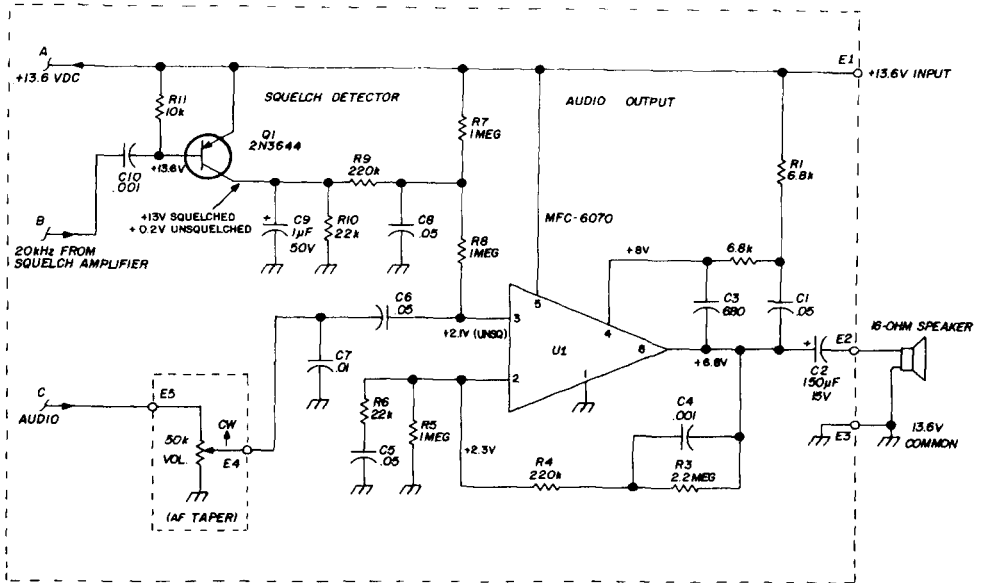 A
+13.6 VDC
E1
+13.6V INPUT
R11
10k
SQUELCH DETECTOR
AUDIO OUTPUT
Q1
2N3644
R7
1MEG
C10
.001
+13.6V
R9
220k
R1
6.8k
+13V SQUELCHED
+0.2V UNSQUELCHED
C9
1µF
50V
R10
22k
C8
.05
MFC-6070
B
20kHz FROM
SQUELCH AMPLIFIER
R8
1MEG
+8V
6.8k
C3
680
C1
.05
C6
.05
5
4
3
+2.1V (UNSQ)
U1
6
+6.8V
+
C2
150µF
15V
E2
16-OHM SPEAKER
C7
.01
2
1
C
AUDIO
E5
CW
50k
VOL.
E4
R6
22k
C5
.05
R5
1MEG
+2.3V
C4
.001
R4
220k
R3
2.2MEG
E3
13.6V
COMMON
(AF TAPER)